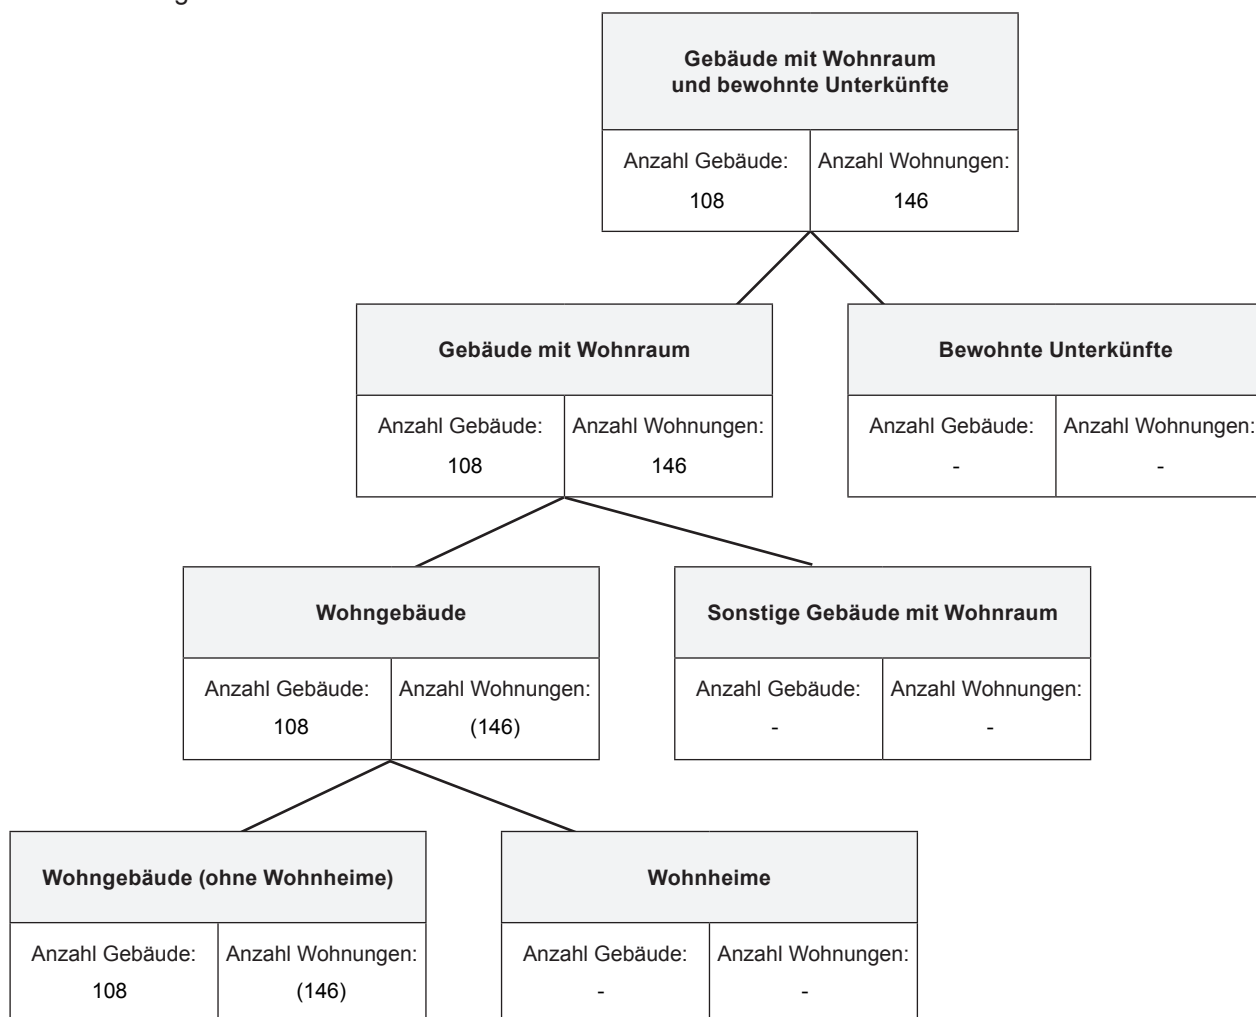 Gebäude mit Wohnraum
und bewohnte Unterkünfte
Anzahl Gebäude: Anzahl Wohnungen:
108 146
Gebäude mit Wohnraum
Anzahl Gebäude: Anzahl Wohnungen:
108 146
Bewohnte Unterkünfte
Anzahl Gebäude: Anzahl Wohnungen:
- -
Wohngebäude
Anzahl Gebäude: Anzahl Wohnungen:
108 (146)
Sonstige Gebäude mit Wohnraum
Anzahl Gebäude: Anzahl Wohnungen:
- -
Wohngebäude (ohne Wohnheime)
Anzahl Gebäude: Anzahl Wohnungen:
108 (146)
Wohnheime
Anzahl Gebäude: Anzahl Wohnungen:
- -